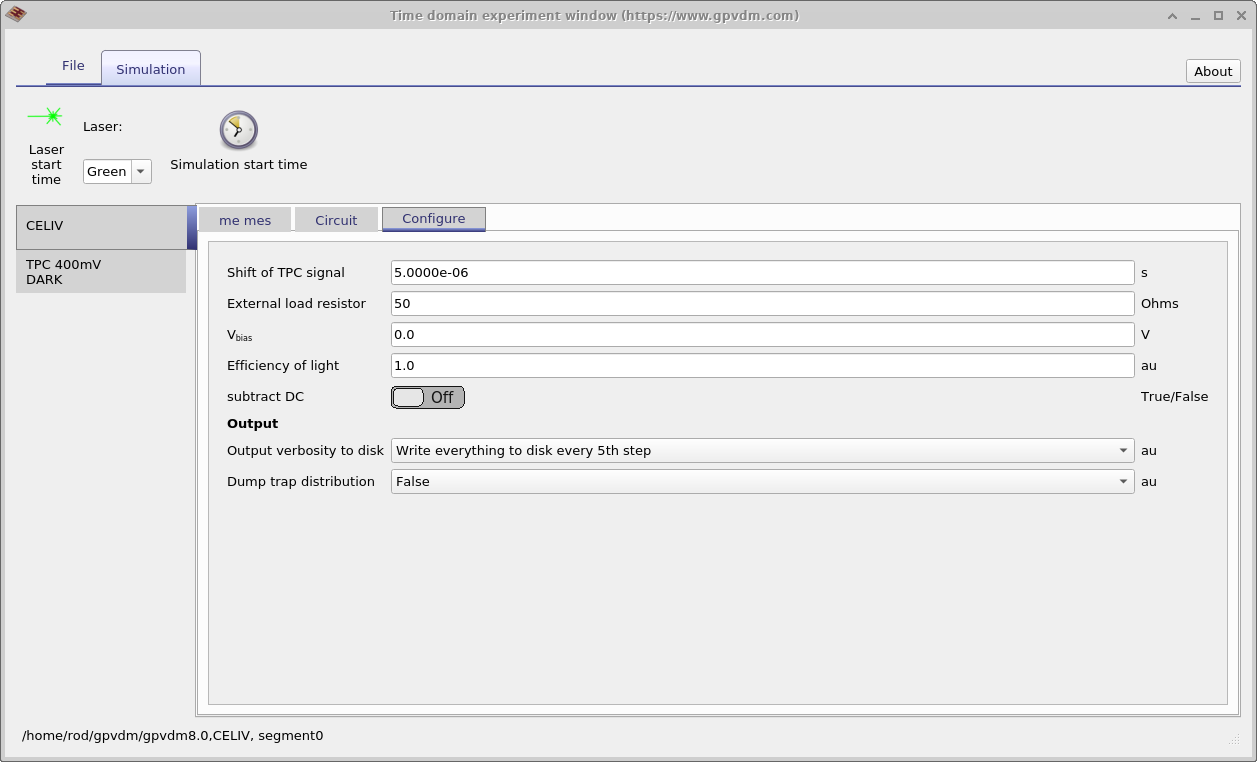 Time domain experiment window (https://www.gpvdm.com)
File
Simulation
About
Laser
start
time
Laser:
Green
Simulation start time
CELIV
TPC 400mV
DARK
me mes
Circuit
Configure
Shift of TPC signal 5.0000e-06 s
External load resistor 50 Ohms
Vbias 0.0 V
Efficiency of light 1.0 au
subtract DC Off True/False
Output
Output verbosity to disk Write everything to disk every 5th step au
Dump trap distribution False au
/home/rod/gpvdm/gpvdm8.0,CELIV, segment0